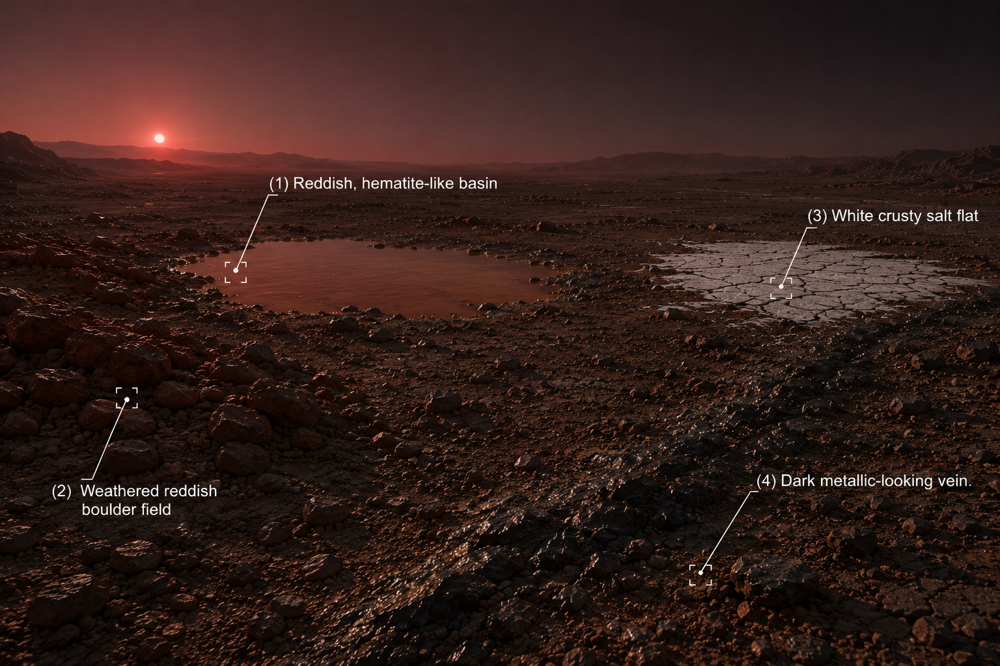 (1) Reddish, hematite-like basin
(3) White crusty salt flat
(2) Weathered reddish
boulder field
(4) Dark metallic-looking vein.